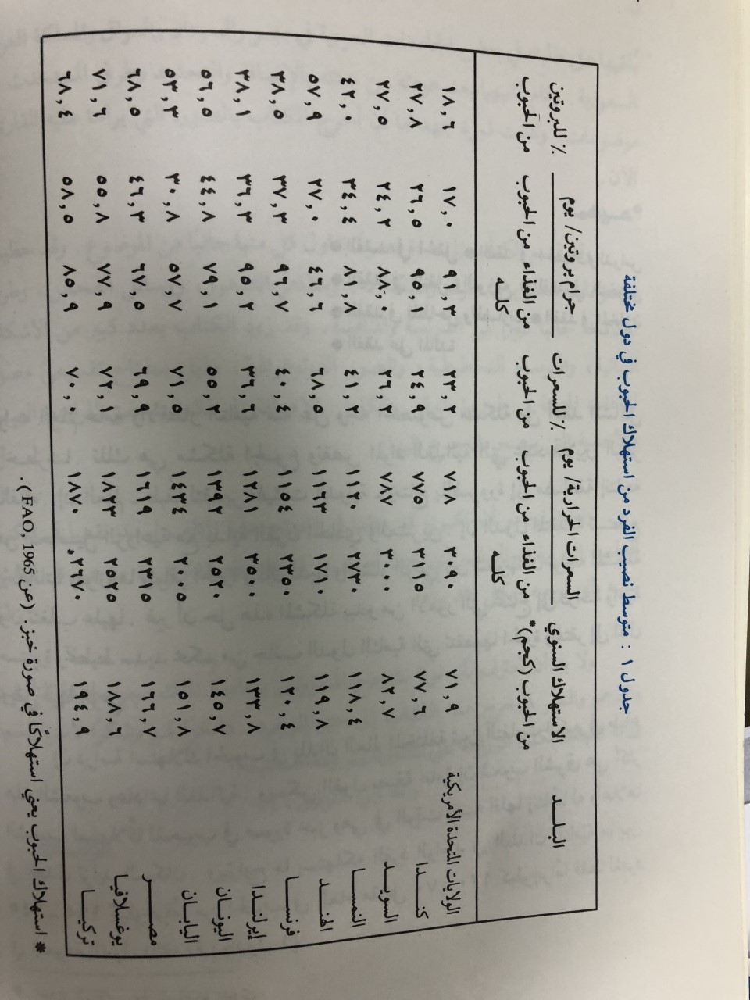 جدول ١ : متوسط نصيب الفرد من استهلاك الحبوب في دول مختلفة
البلد الاستهلاك السنوي السعرات الحرارية/ يوم ٪ للسعرات جرام بروتين/ يوم ٪ للبروتين
من الحبوب (كجم)* من الغذاء من الحبوب من الحبوب من الغذاء من الحبوب من الحبوب
كله كله
الولايات المتحدة الأمريكية ٧١,٩ ٣٠٩٠ ٧١٨ ٢٣,٢ ٩١,٣ ١٧,٠ ١٨,٦
كندا ٧٧,٦ ٣١١٥ ٧٧٥ ٢٤,٩ ٩٥,١ ٢٦,٥ ٢٧,٨
السويد ٨٢,٧ ٣٠٠٠ ٧٨٧ ٢٦,٢ ٨٨,٠ ٢٤,٢ ٢٧,٥
النمسا ١١٨,٤ ٢٧٣٠ ١١٢٠ ٤١,٢ ٨١,٨ ٣٤,٤ ٤٢,٠
الهند ١١٩,٨ ١٧١٠ ١١٦٣ ٦٨,٥ ٤٦,٦ ٢٧,٠ ٥٧,٩
فرنسا ١٢٠,٤ ٢٣٥٠ ١١٥٤ ٤٠,٤ ٩٦,٧ ٣٧,٣ ٣٨,٥
إيرلندا ١٣٣,٨ ٣٥٠٠ ١٢٨١ ٣٦,٦ ٩٥,٢ ٣٦,٣ ٣٨,١
اليونان ١٤٥,٧ ٢٥٢٠ ١٣٩٢ ٥٥,٢ ٧٩,١ ٤٤,٨ ٥٦,٥
اليابان ١٥١,٨ ٢٠٠٥ ١٤٣٤ ٧١,٥ ٥٧,٧ ٣٠,٨ ٥٣,٣
مصر ١٦٦,٧ ٢٣١٥ ١٦١٩ ٦٩,٩ ٦٧,٥ ٤٦,٣ ٦٨,٥
يوغسلافيا ١٨٨,٦ ٢٥٢٥ ١٨٢٣ ٧٢,١ ٧٧,٩ ٥٥,٨ ٧١,٦
تركيا ١٩٤,٩ ٢٦٧٠ ١٨٧٠ ٧٠,٠ ٨٥,٩ ٥٨,٥ ٦٨,٤
* استهلاك الحبوب يعني استهلاكًا في صورة خبز. (عن FAO, 1965).